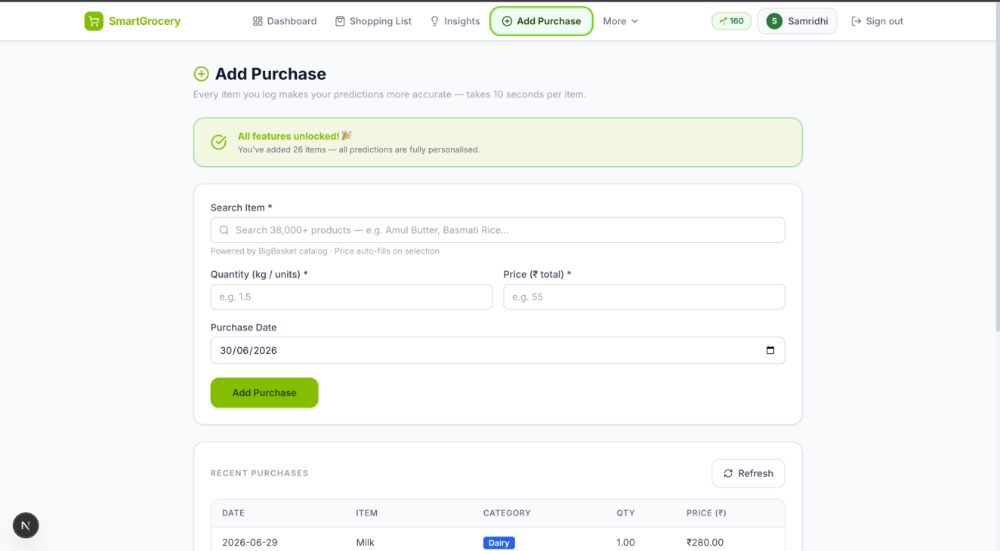 SmartGrocery
Dashboard
Shopping List
Insights
Add Purchase
More
160
S
Samridhi
Sign out
Add Purchase
Every item you log makes your predictions more accurate — takes 10 seconds per item.
All features unlocked! 🎉
You've added 26 items — all predictions are fully personalised.
Search Item *
Search 38,000+ products — e.g. Amul Butter, Basmati Rice...
Powered by BigBasket catalog · Price auto-fills on selection
Quantity (kg / units) *
Price (₹ total) *
e.g. 1.5
e.g. 55
Purchase Date
30/06/2026
Add Purchase
RECENT PURCHASES
Refresh
DATE ITEM CATEGORY QTY PRICE (₹)
2026-06-29 Milk Dairy 1.00 ₹280.00
N